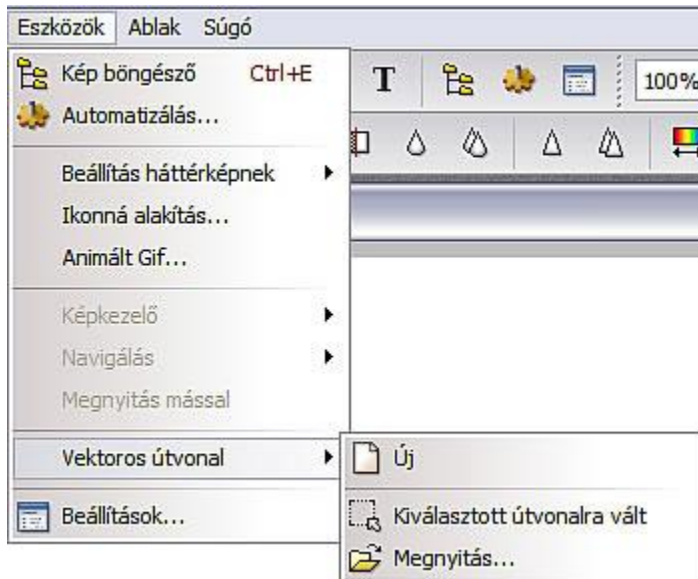 Eszközök Ablak Súgó
Kép böngésző Ctrl+E
T
100%
Automatizálás...
Beállítás háttérképnek
Ikonná alakítás...
Animált Gif...
Képkezelő
Navigálás
Megnyitás mással
Vektoros útvonal
Új
Beállítások...
Kiválasztott útvonalra vált
Megnyitás...